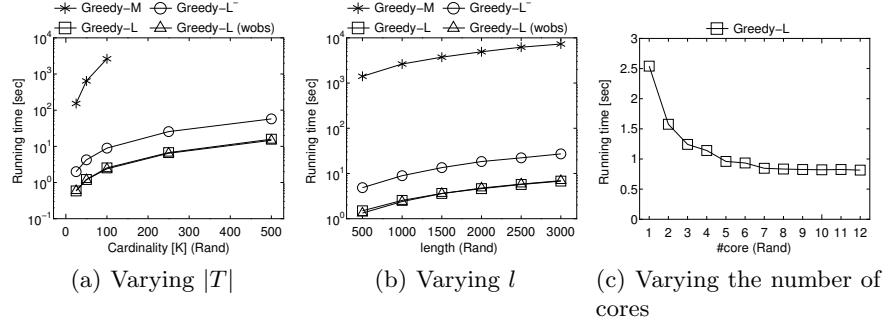 Greedy-M Greedy-L⁻
Greedy-L Greedy-L (wobs)
10⁴
10³
10²
10¹
10⁰
10⁻¹
Running time [sec]
0 100 200 300 400 500
Cardinality [K] (Rand)
(a) Varying |T|
Greedy-M Greedy-L⁻
Greedy-L Greedy-L (wobs)
10⁴
10³
10²
10¹
10⁰
Running time [sec]
500 1000 1500 2000 2500 3000
length (Rand)
(b) Varying l
Greedy-L
3
2.5
2
1.5
1
0.5
0
Running time [sec]
1 2 3 4 5 6 7 8 9 10 11 12
#core (Rand)
(c) Varying the number of
cores